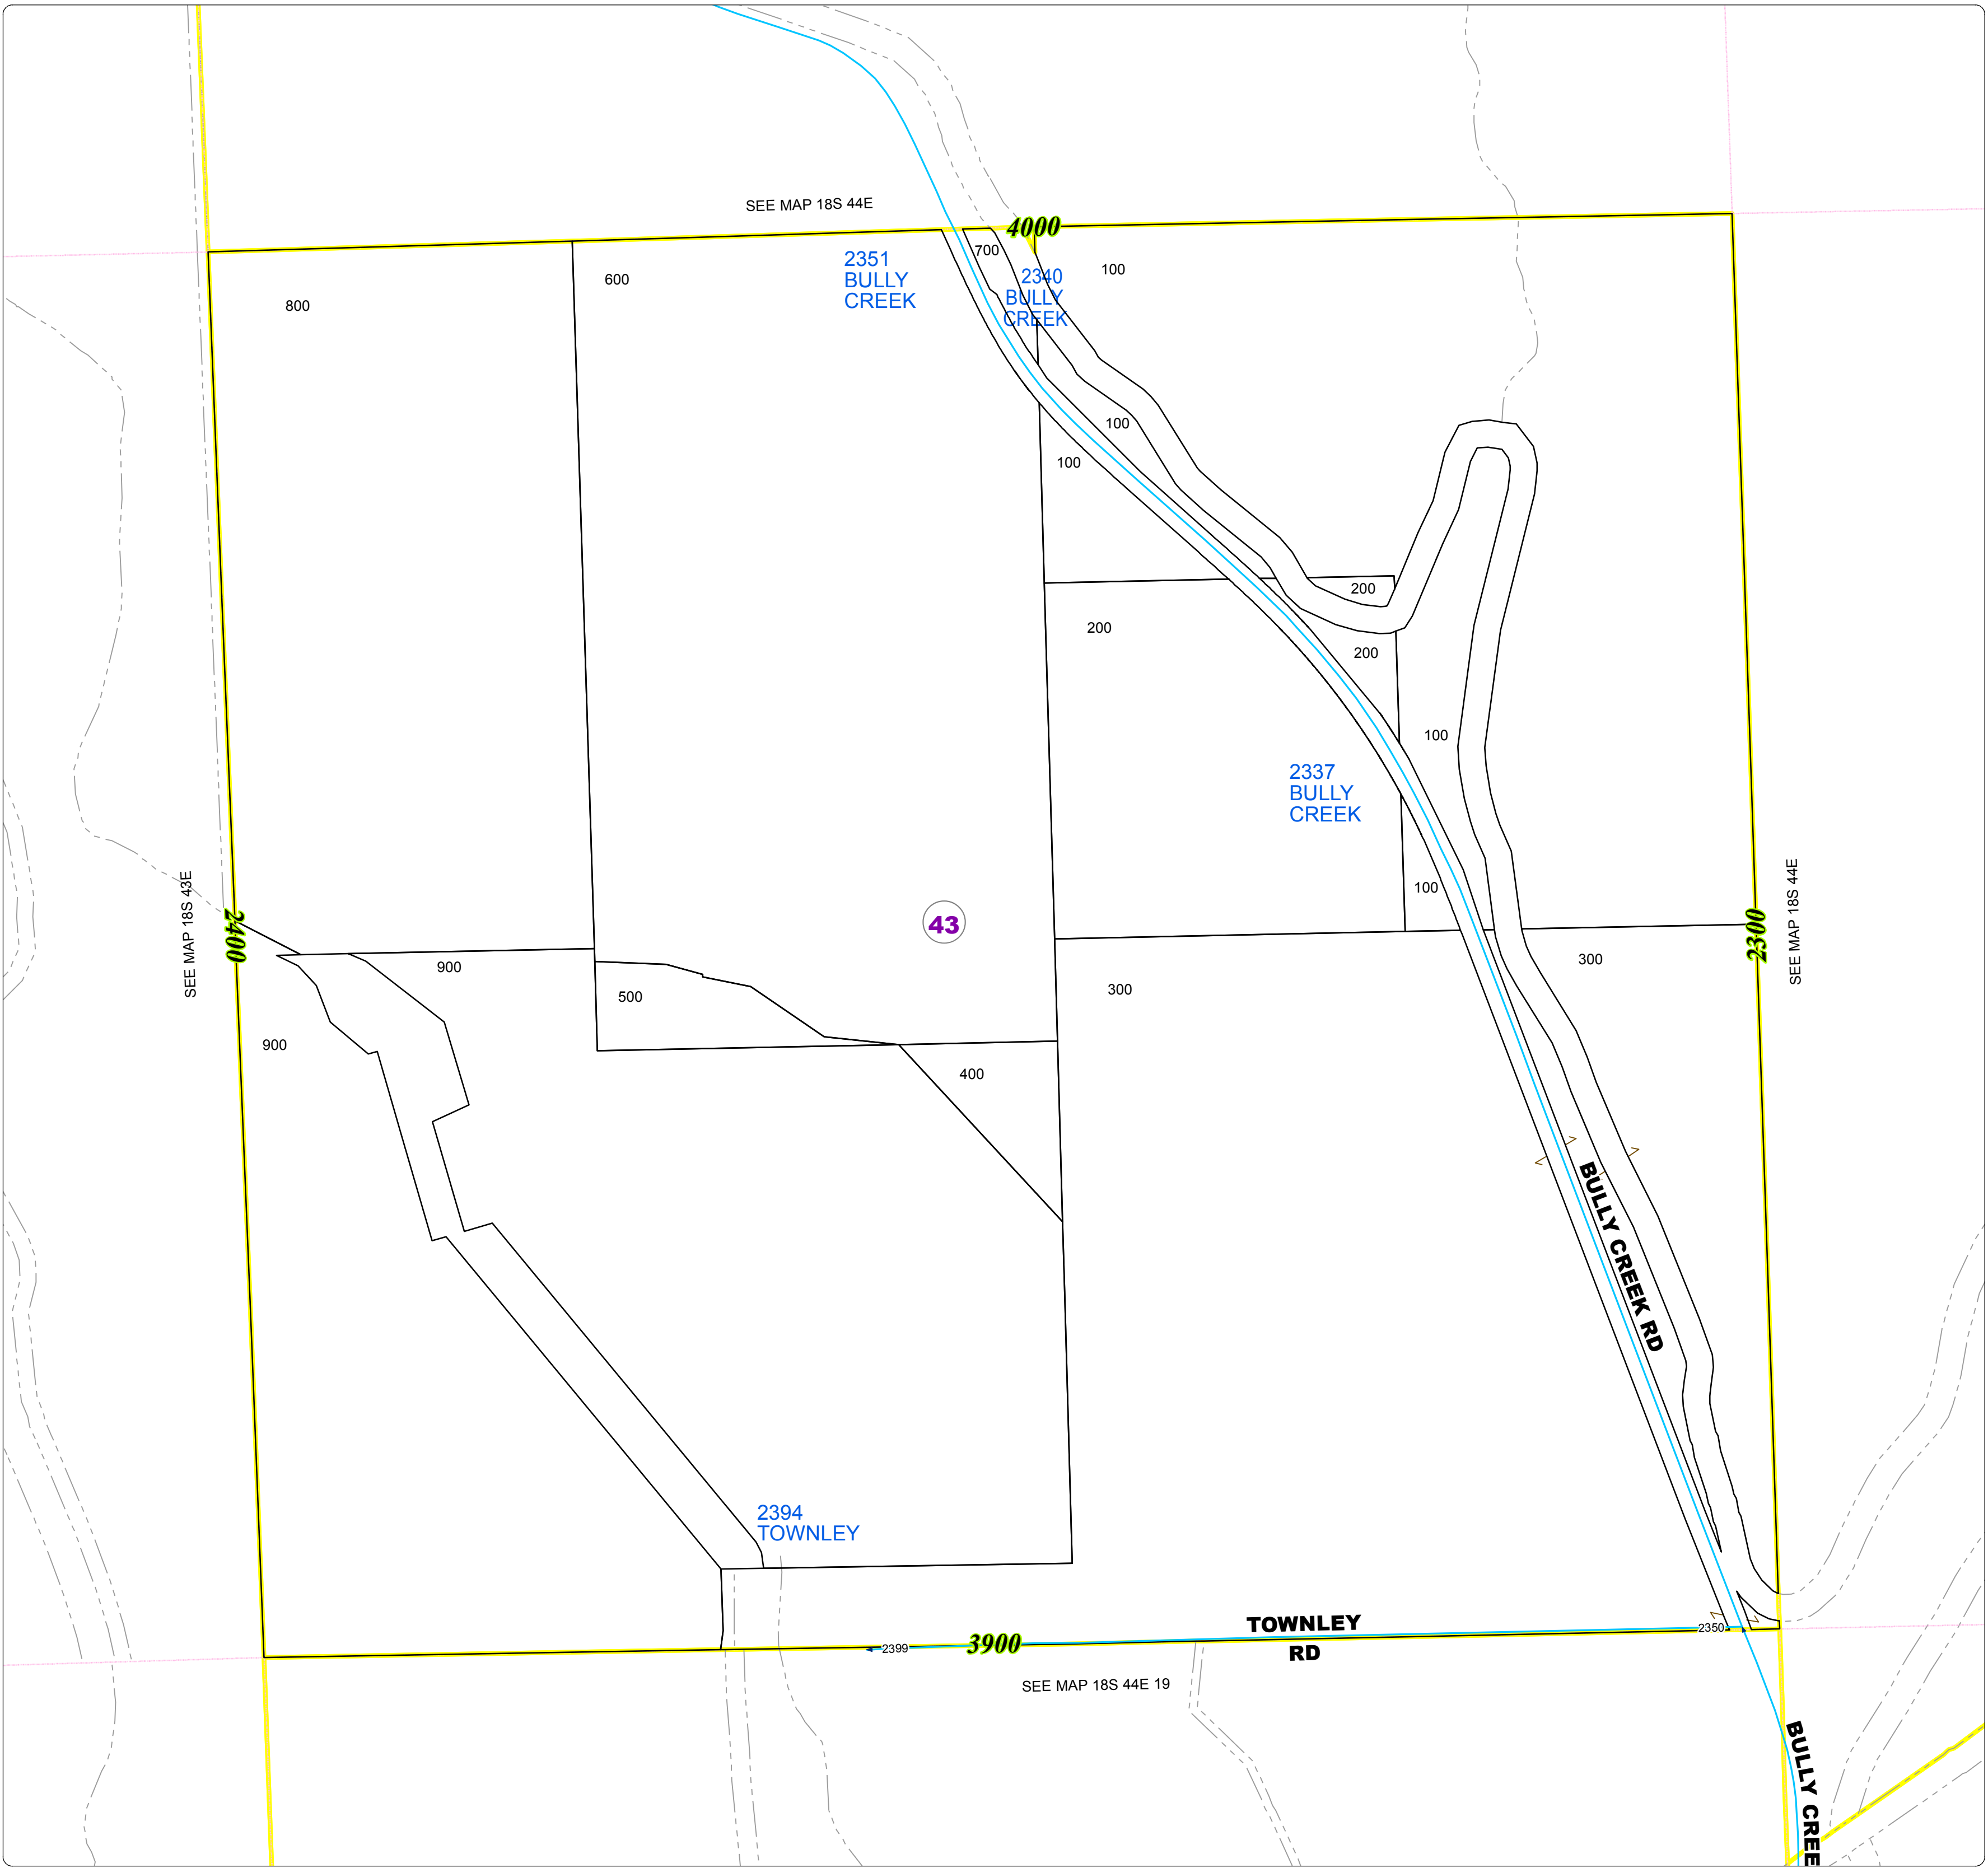 SEE MAP 18S 44E
4000
2351
BULLY
CREEK
700
2340
BULLY
CREEK
100
600
800
100
100
200
200
200
100
2337
BULLY
CREEK
100
SEE MAP 18S 43E
2400
43
2300
SEE MAP 18S 44E
900
500
300
300
900
400
BULLY CREEK RD
2394
TOWNLEY
TOWNLEY
RD
2350
2399
3900
SEE MAP 18S 44E 19
BULLY CREE